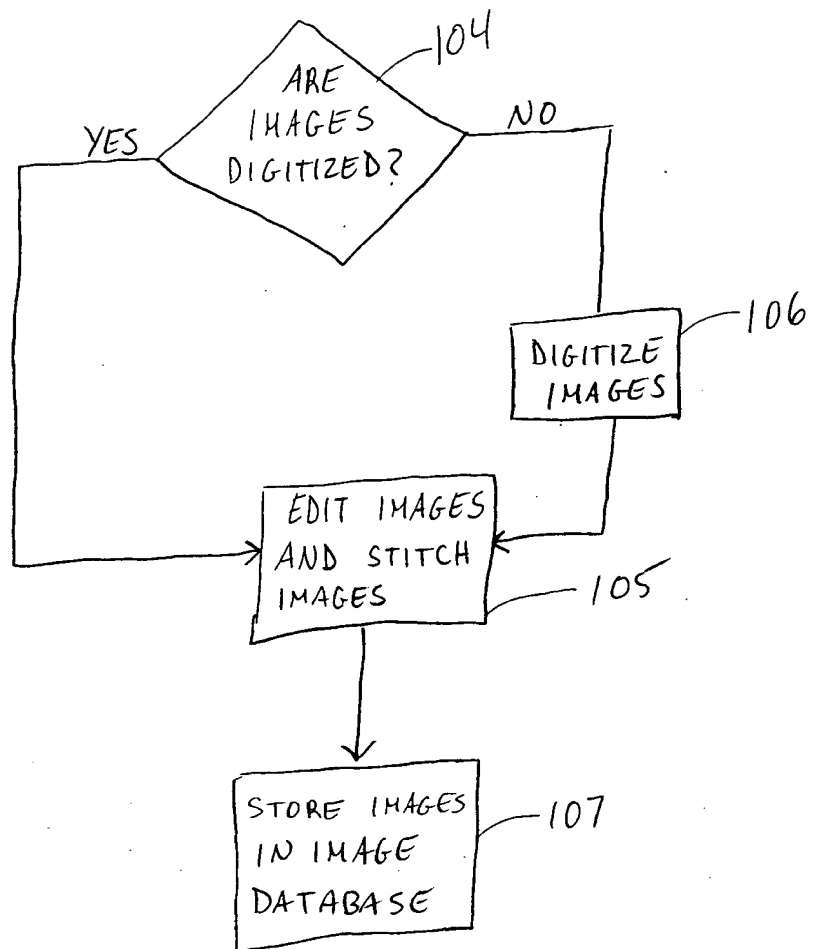 104
ARE
IMAGES
DIGITIZED?
YES
NO
106
DIGITIZE
IMAGES
EDIT IMAGES
AND STITCH
IMAGES
105
STORE IMAGES
IN IMAGE
DATABASE
107